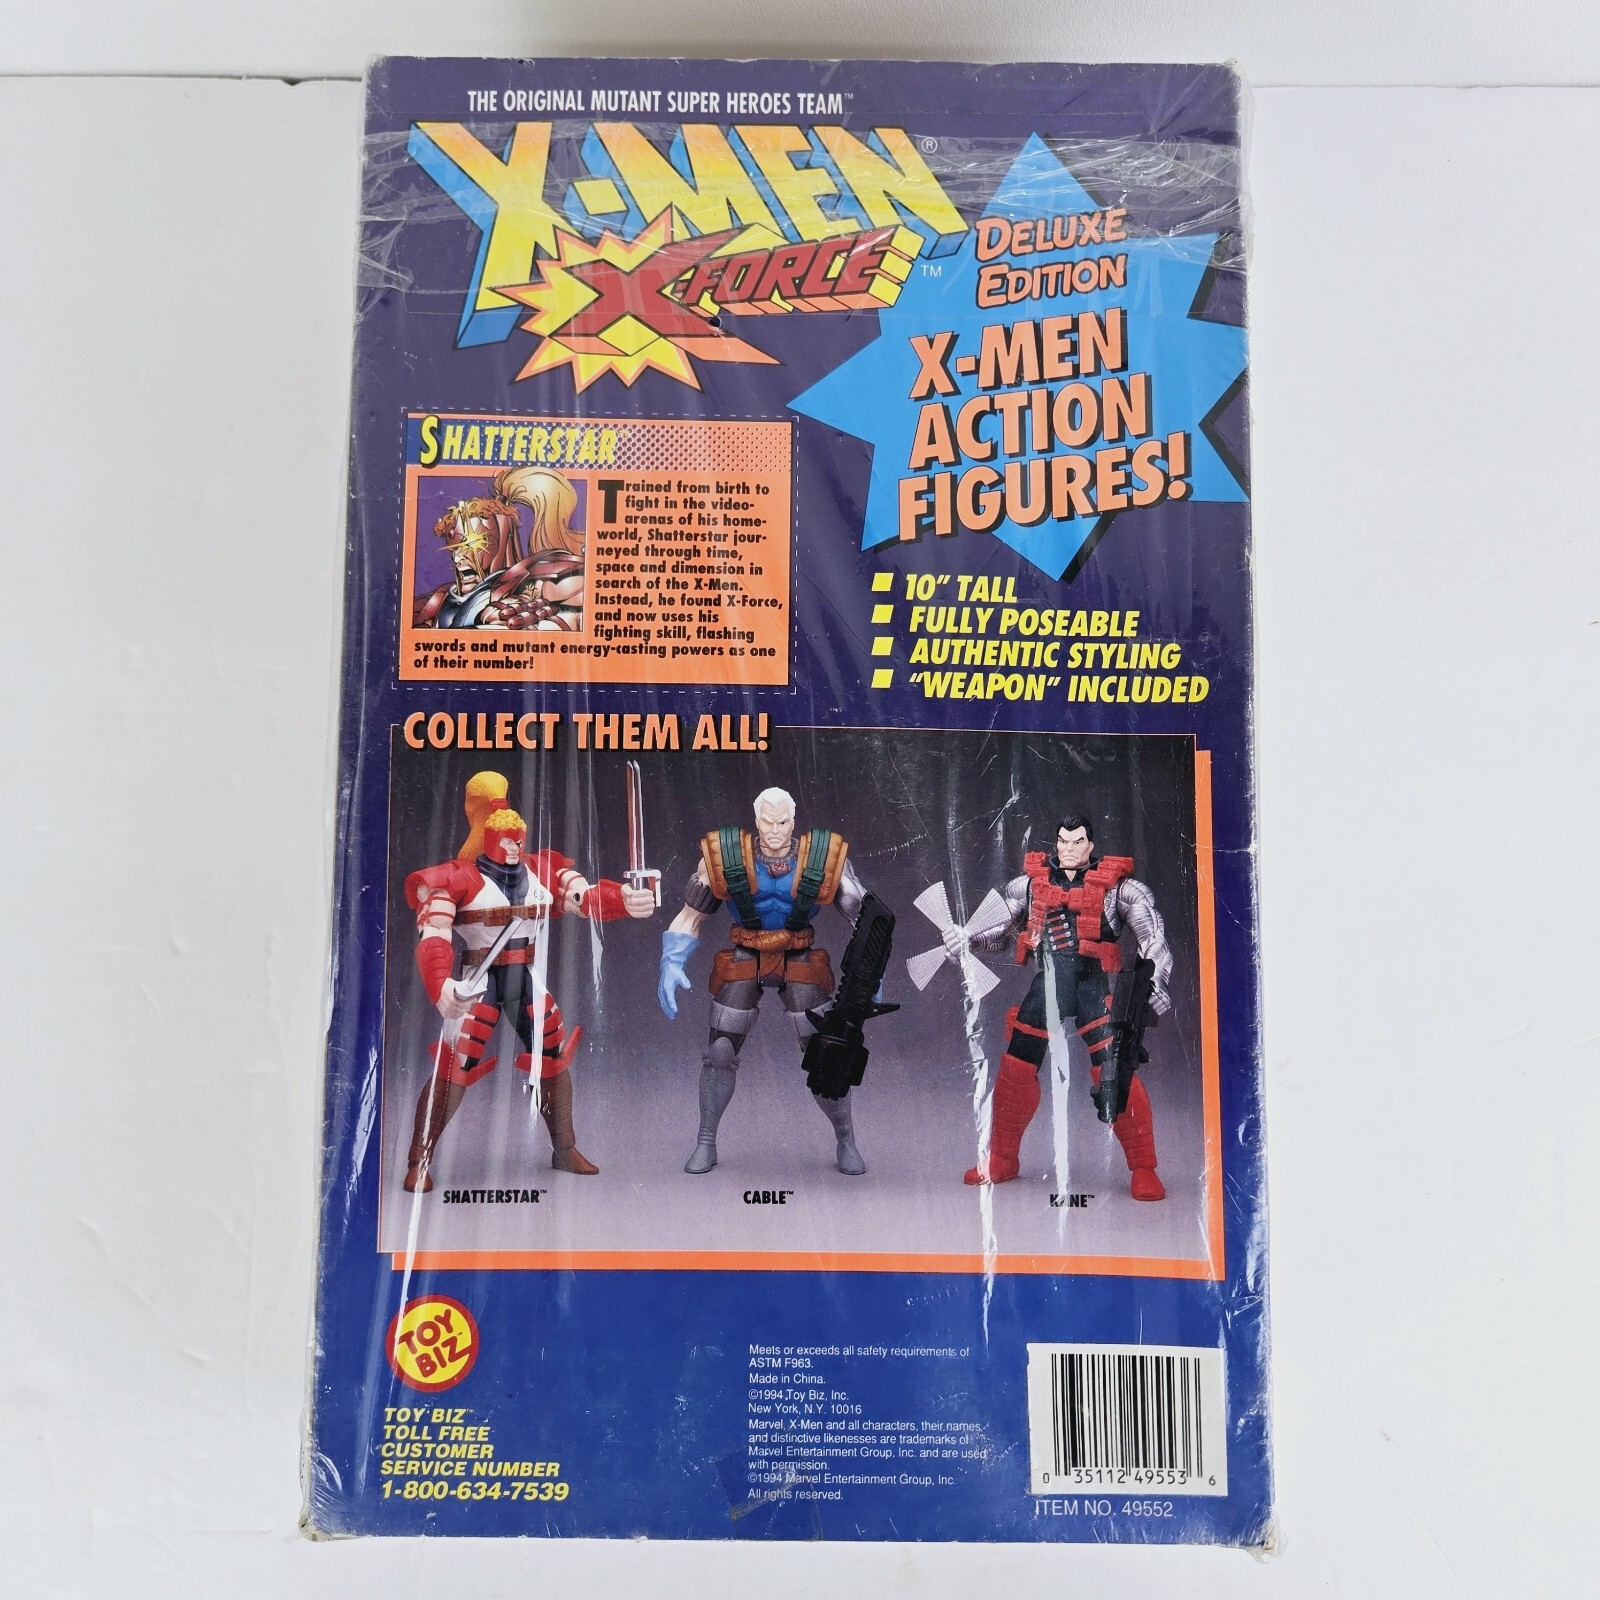 THE ORIGINAL MUTANT SUPER HEROES TEAM™
X-MEN®
X-FORCE™
DELUXE
EDITION
X-MEN
ACTION
FIGURES!
SHATTERSTAR™
Trained from birth to
fight in the video-
arenas of his home-
world, Shatterstar jour-
neyed through time,
space and dimension in
search of the X-Men.
Instead, he found X-Force,
and now uses his
fighting skill, flashing
swords and mutant energy-casting powers as one
of their number!
10" TALL
FULLY POSEABLE
AUTHENTIC STYLING
"WEAPON" INCLUDED
COLLECT THEM ALL!
SHATTERSTAR™
CABLE™
KANE™
TOY
BIZ™
TOY BIZ™
TOLL FREE
CUSTOMER
SERVICE NUMBER
1-800-634-7539
Meets or exceeds all safety requirements of
ASTM F963.
Made in China.
©1994 Toy Biz, Inc.
New York, N.Y. 10016
Marvel, X-Men and all characters, their names
and distinctive likenesses are trademarks of
Marvel Entertainment Group, Inc. and are used
with permission.
©1994 Marvel Entertainment Group, Inc.
All rights reserved.
0 35112 49553 6
ITEM NO. 49552